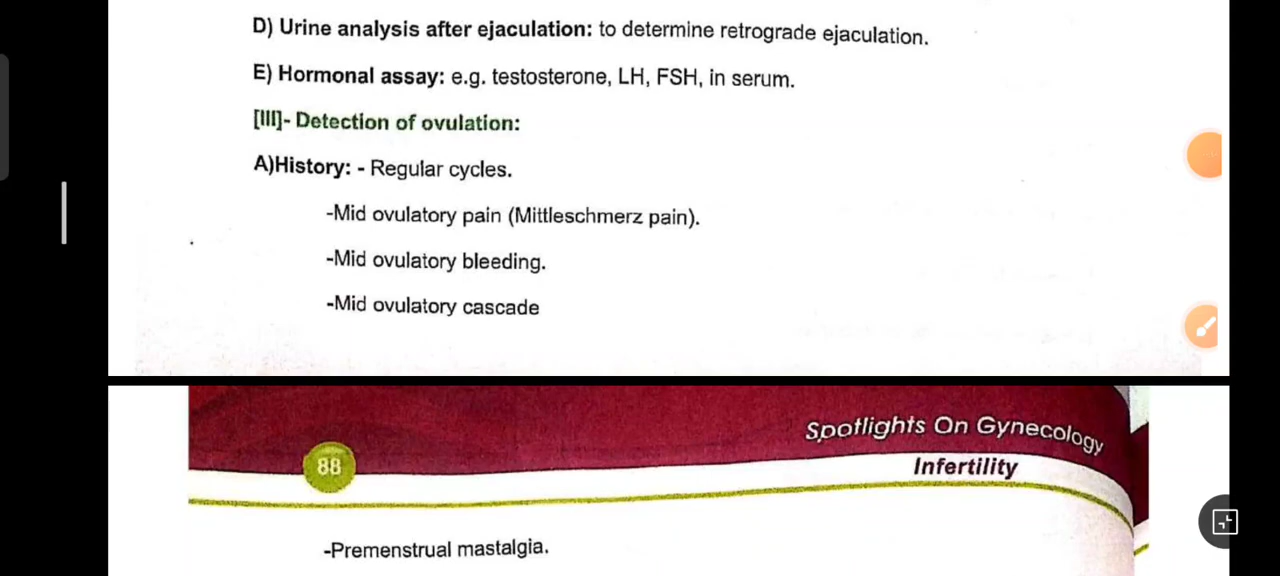 D) Urine analysis after ejaculation: to determine retrograde ejaculation.
E) Hormonal assay: e.g. testosterone, LH, FSH, in serum.
[III]- Detection of ovulation:
A)History: - Regular cycles.
-Mid ovulatory pain (Mittleschmerz pain).
-Mid ovulatory bleeding.
-Mid ovulatory cascade
Spotlights On Gynecology
88
Infertility
-Premenstrual mastalgia.